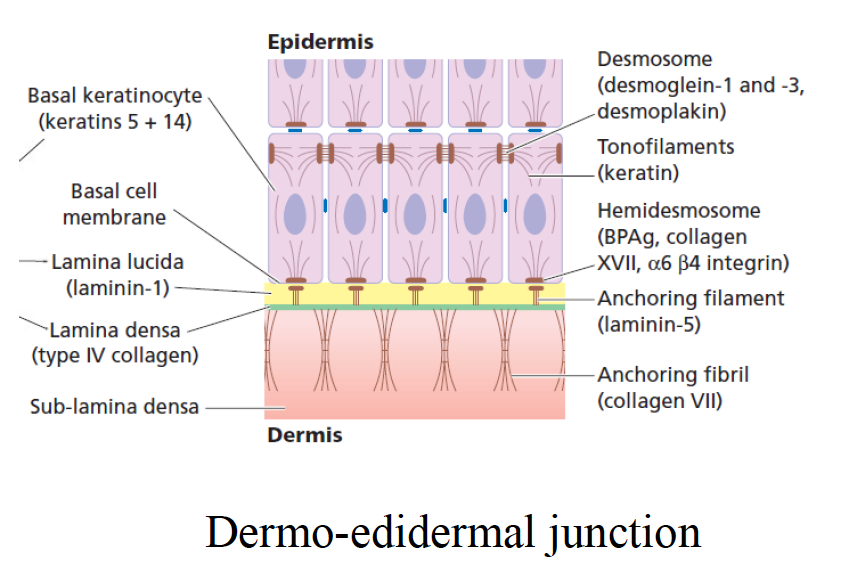 Epidermis
Basal keratinocyte
(keratins 5 + 14)
Basal cell
membrane
Lamina lucida
(laminin-1)
Lamina densa
(type IV collagen)
Sub-lamina densa
Desmosome
(desmoglein-1 and -3,
desmoplakin)
Tonofilaments
(keratin)
Hemidesmosome
(BPAg, collagen
XVII, α6 β4 integrin)
Anchoring filament
(laminin-5)
Anchoring fibril
(collagen VII)
Dermis
Dermo-edidermal junction